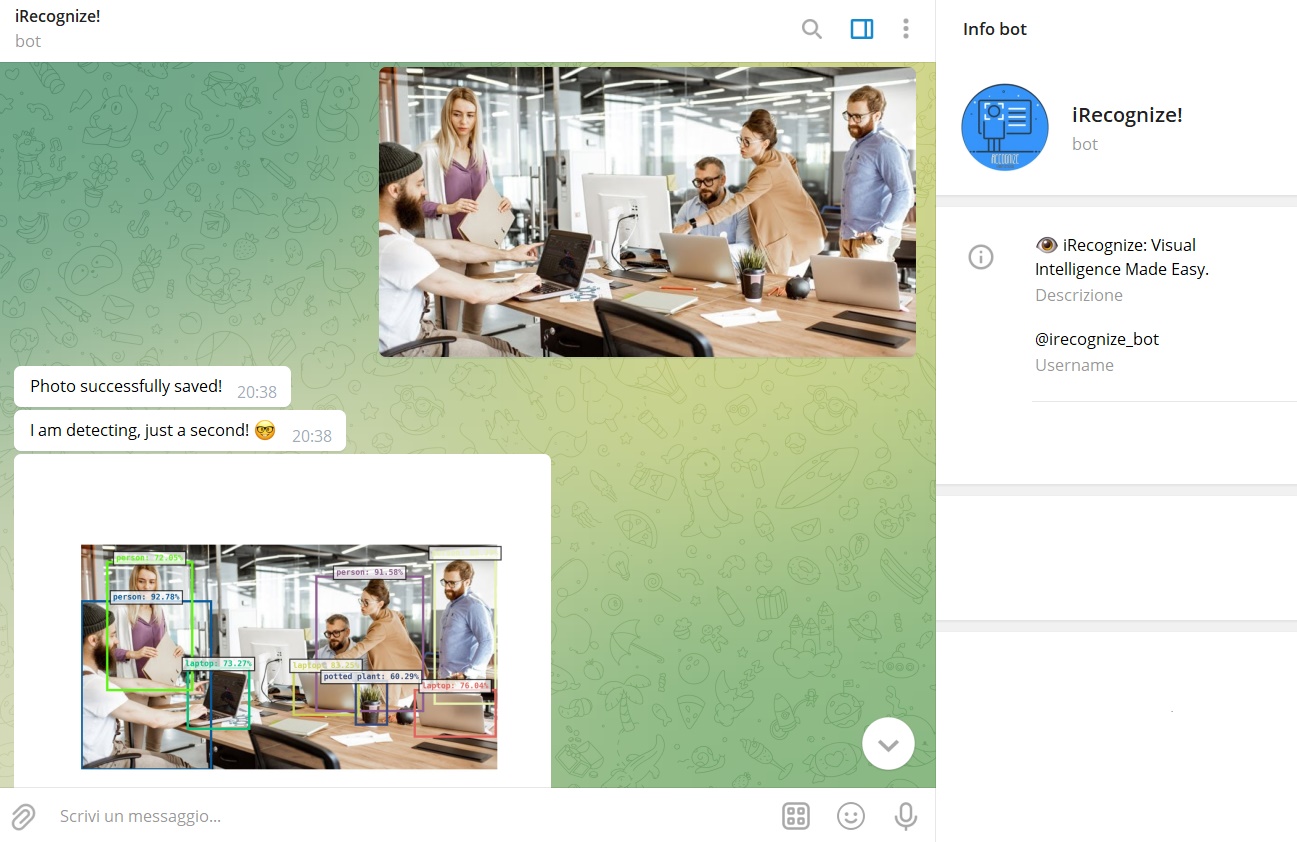 iRecognize!
bot
Photo successfully saved!
20:38
I am detecting, just a second! 🤓
20:38
person: 72.05%
person: 91.58%
person: 92.78%
laptop: 73.27%
laptop: 83.25%
potted plant: 60.29%
laptop: 76.04%
Scrivi un messaggio...
Info bot
RECOGNIZE
iRecognize!
bot
👁 iRecognize: Visual
Intelligence Made Easy.
Descrizione
@irecognize_bot
Username